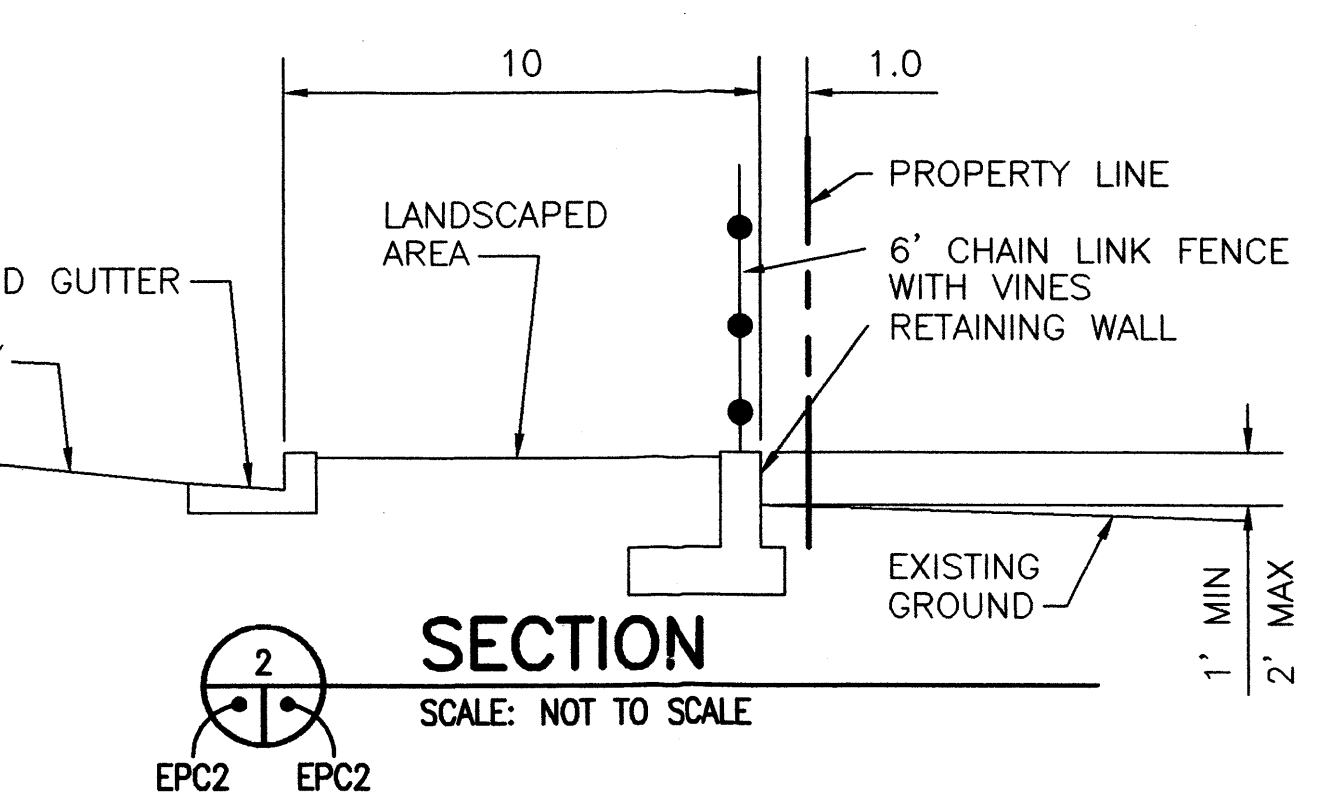 10
1.0
PROPERTY LINE
LANDSCAPED
AREA
6' CHAIN LINK FENCE
WITH VINES
D GUTTER
RETAINING WALL
EXISTING
GROUND
1' MIN
2' MAX
SECTION
2
SCALE: NOT TO SCALE
EPC2
EPC2